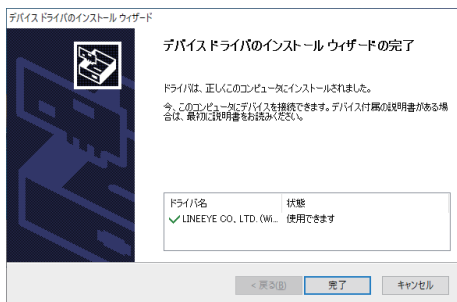 デバイス ドライバのインストール ウィザード
デバイス ドライバのインストール ウィザードの完了
ドライバは、正しくこのコンピュータにインストールされました。
今、このコンピュータにデバイスを接続できます。デバイス付属の説明書がある場
合は、最初に説明書をお読みください。
ドライバ名 状態
LINEEYE CO., LTD. (Wi... 使用できます
< 戻る(B) 完了 キャンセル